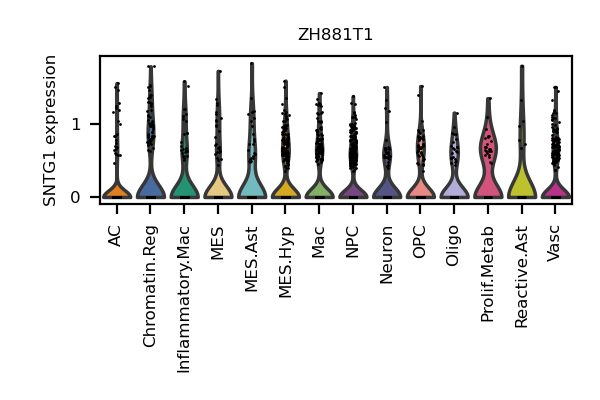 ZH881T1
SNTG1 expression
1
0
AC
Chromatin.Reg
Inflammatory.Mac
MES
MES.Ast
MES.Hyp
Mac
NPC
Neuron
OPC
Oligo
Prolif.Metab
Reactive.Ast
Vasc